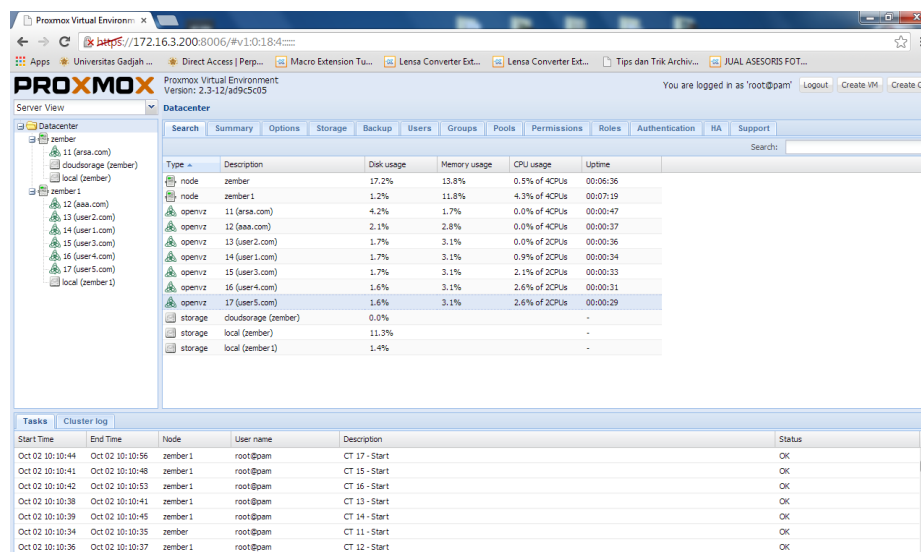 Proxmox Virtual Environm
https://172.16.3.200:8006/#v1:0:18:4::::::
Apps Universitas Gadjah ... Direct Access | Perp... Macro Extension Tu... Lensa Converter Ext... Lensa Converter Ext... Tips dan Trik Archiv... JUAL ASESORIS FOT...
PROXMOX Proxmox Virtual Environment
Version: 2.3-12/ad9c5c05
You are logged in as 'root@pam' Logout Create VM Create C
Server View Datacenter
Search Summary Options Storage Backup Users Groups Pools Permissions Roles Authentication HA Support
Search:
Datacenter
zember
11 (arsa.com)
cloudsorage (zember)
local (zember)
zember1
12 (aaa.com)
13 (user2.com)
14 (user1.com)
15 (user3.com)
16 (user4.com)
17 (user5.com)
local (zember1)
Type Description Disk usage Memory usage CPU usage Uptime
node zember 17.2% 13.8% 0.5% of 4CPUs 00:06:36
node zember1 1.2% 11.8% 4.3% of 4CPUs 00:07:19
openvz 11 (arsa.com) 4.2% 1.7% 0.0% of 4CPUs 00:00:47
openvz 12 (aaa.com) 2.1% 2.8% 0.0% of 4CPUs 00:00:37
openvz 13 (user2.com) 1.7% 3.1% 0.0% of 2CPUs 00:00:36
openvz 14 (user1.com) 1.7% 3.1% 0.9% of 2CPUs 00:00:34
openvz 15 (user3.com) 1.7% 3.1% 2.1% of 2CPUs 00:00:33
openvz 16 (user4.com) 1.6% 3.1% 2.6% of 2CPUs 00:00:31
openvz 17 (user5.com) 1.6% 3.1% 2.6% of 2CPUs 00:00:29
storage cloudsorage (zember) 0.0% -
storage local (zember) 11.3% -
storage local (zember1) 1.4% -
Tasks Cluster log
Start Time End Time Node User name Description Status
Oct 02 10:10:44 Oct 02 10:10:56 zember1 root@pam CT 17 - Start OK
Oct 02 10:10:41 Oct 02 10:10:48 zember1 root@pam CT 15 - Start OK
Oct 02 10:10:42 Oct 02 10:10:53 zember1 root@pam CT 16 - Start OK
Oct 02 10:10:38 Oct 02 10:10:41 zember1 root@pam CT 13 - Start OK
Oct 02 10:10:39 Oct 02 10:10:45 zember1 root@pam CT 14 - Start OK
Oct 02 10:10:34 Oct 02 10:10:35 zember root@pam CT 11 - Start OK
Oct 02 10:10:36 Oct 02 10:10:37 zember1 root@pam CT 12 - Start OK